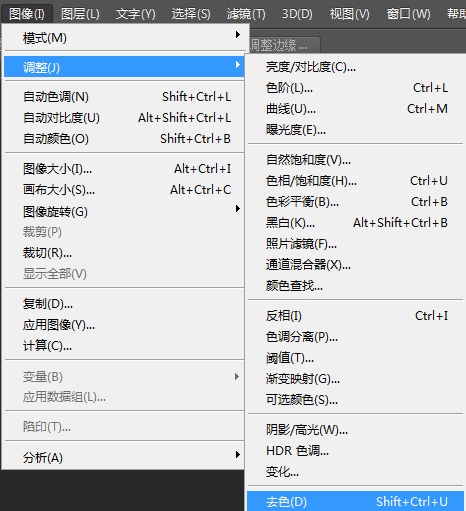 图像(I) 图层(L) 文字(Y) 选择(S) 滤镜(T) 3D(D) 视图(V) 窗口(W) 帮助
调整边缘...
模式(M)
调整(J)
自动色调(N) Shift+Ctrl+L
自动对比度(U) Alt+Shift+Ctrl+L
自动颜色(O) Shift+Ctrl+B
图像大小(I)... Alt+Ctrl+I
画布大小(S)... Alt+Ctrl+C
图像旋转(G)
裁剪(P)
裁切(R)...
显示全部(V)
复制(D)...
应用图像(Y)...
计算(C)...
变量(B)
应用数据组(L)...
陷印(T)...
分析(A)
亮度/对比度(C)...
色阶(L)... Ctrl+L
曲线(U)... Ctrl+M
曝光度(E)...
自然饱和度(V)...
色相/饱和度(H)... Ctrl+U
色彩平衡(B)... Ctrl+B
黑白(K)... Alt+Shift+Ctrl+B
照片滤镜(F)...
通道混合器(X)...
颜色查找...
反相(I) Ctrl+I
色调分离(P)...
阈值(T)...
渐变映射(G)...
可选颜色(S)...
阴影/高光(W)...
HDR 色调...
变化...
去色(D) Shift+Ctrl+U